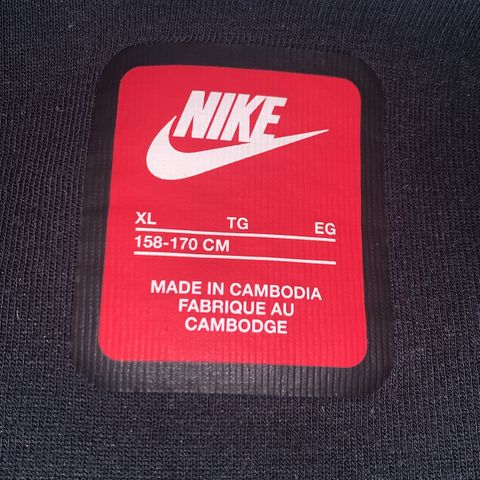 NIKE
XL TG EG
158-170 CM
MADE IN CAMBODIA
FABRIQUE AU
CAMBODGE